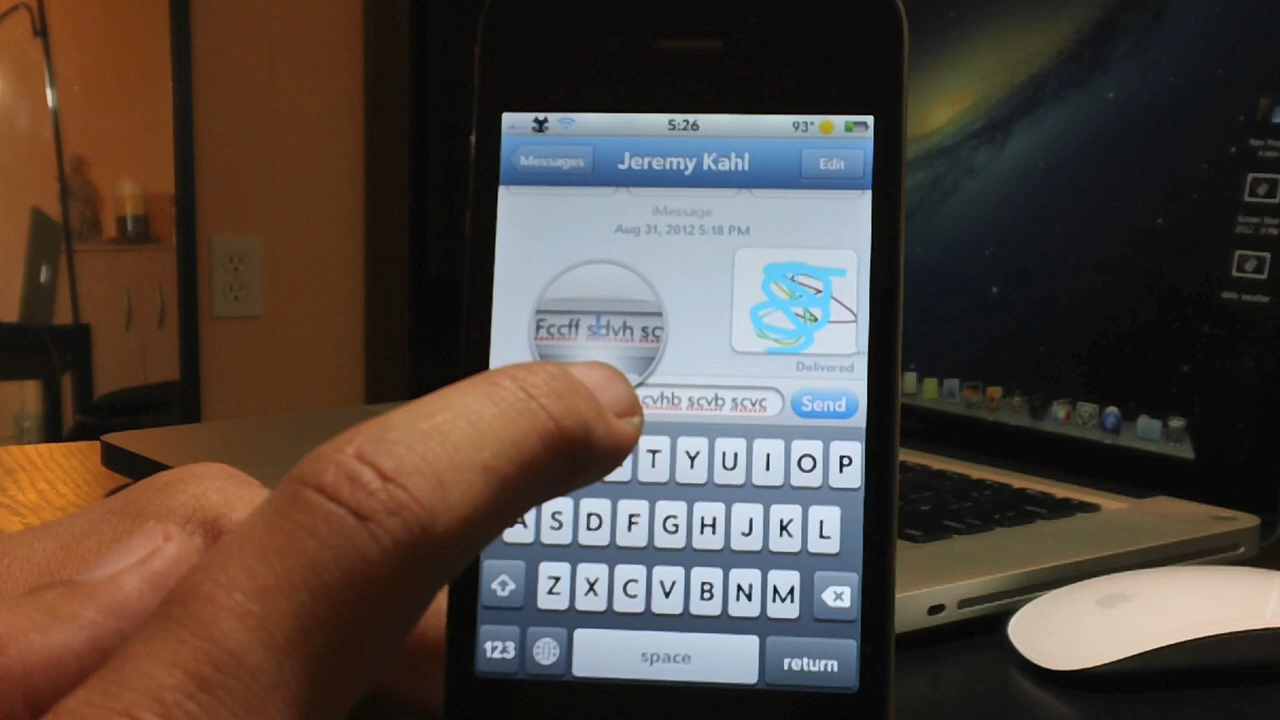 5:26 93°
Messages Jeremy Kahl Edit
iMessage
Aug 31, 2012 5:18 PM
Fccff sdvh sc
Delivered
cvhb scvb scvc Send
T Y U I O P
A S D F G H J K L
Z X C V B N M
123 space return